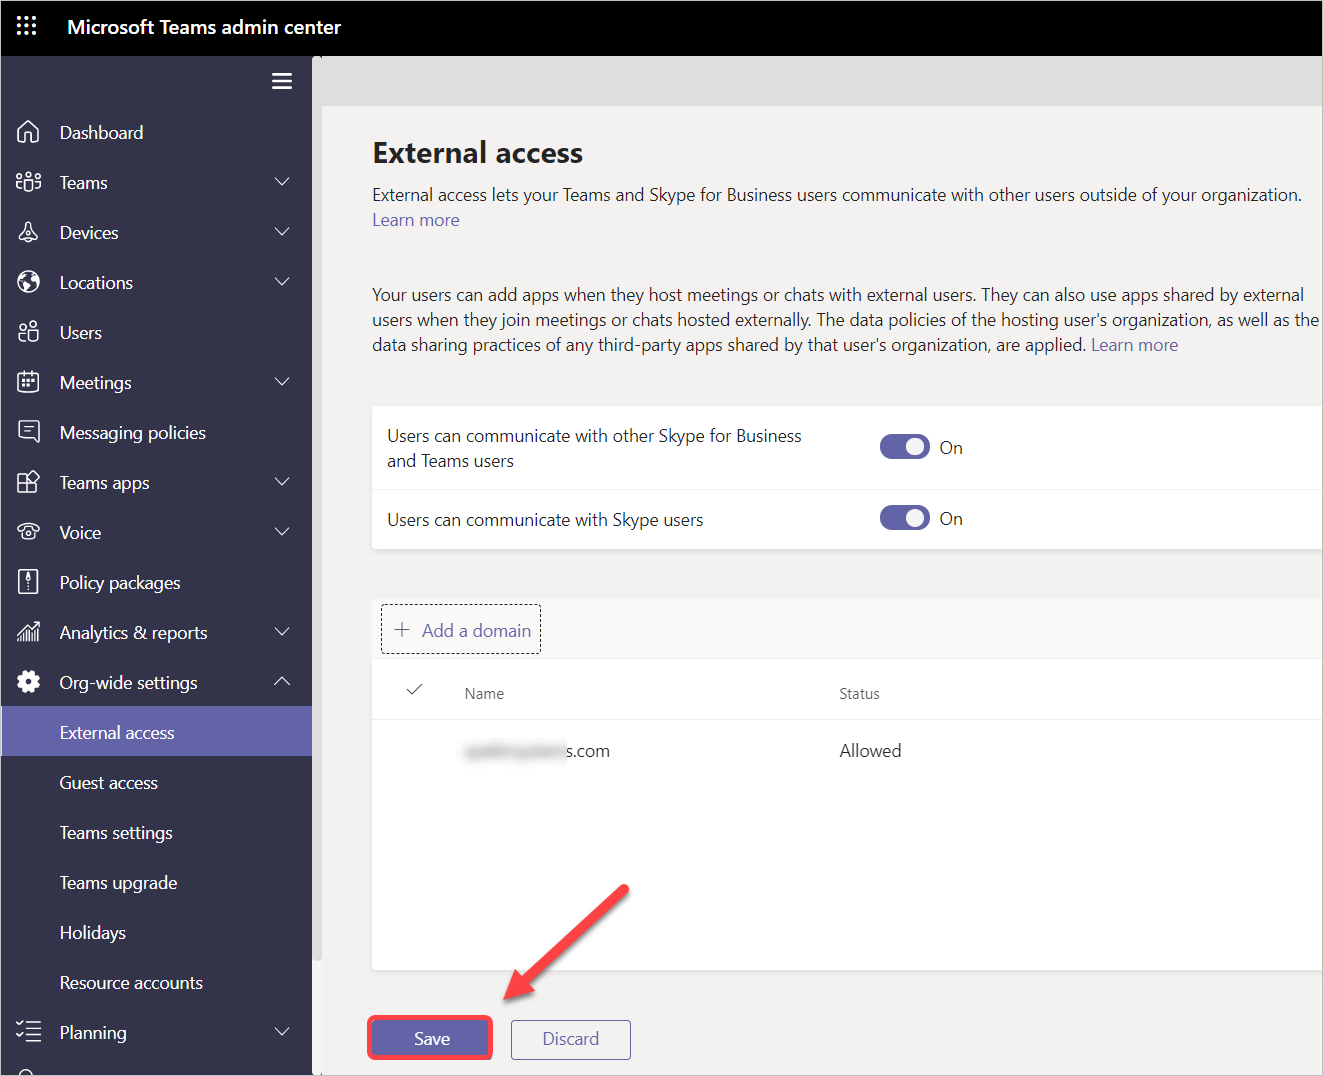 Microsoft Teams admin center
Dashboard
Teams
Devices
Locations
Users
Meetings
Messaging policies
Teams apps
Voice
Policy packages
Analytics & reports
Org-wide settings
External access
Guest access
Teams settings
Teams upgrade
Holidays
Resource accounts
Planning
External access
External access lets your Teams and Skype for Business users communicate with other users outside of your organization.
Learn more
Your users can add apps when they host meetings or chats with external users. They can also use apps shared by external
users when they join meetings or chats hosted externally. The data policies of the hosting user's organization, as well as the
data sharing practices of any third-party apps shared by that user's organization, are applied. Learn more
Users can communicate with other Skype for Business
and Teams users
On
Users can communicate with Skype users
On
+ Add a domain
Name Status
s.com Allowed
Save Discard